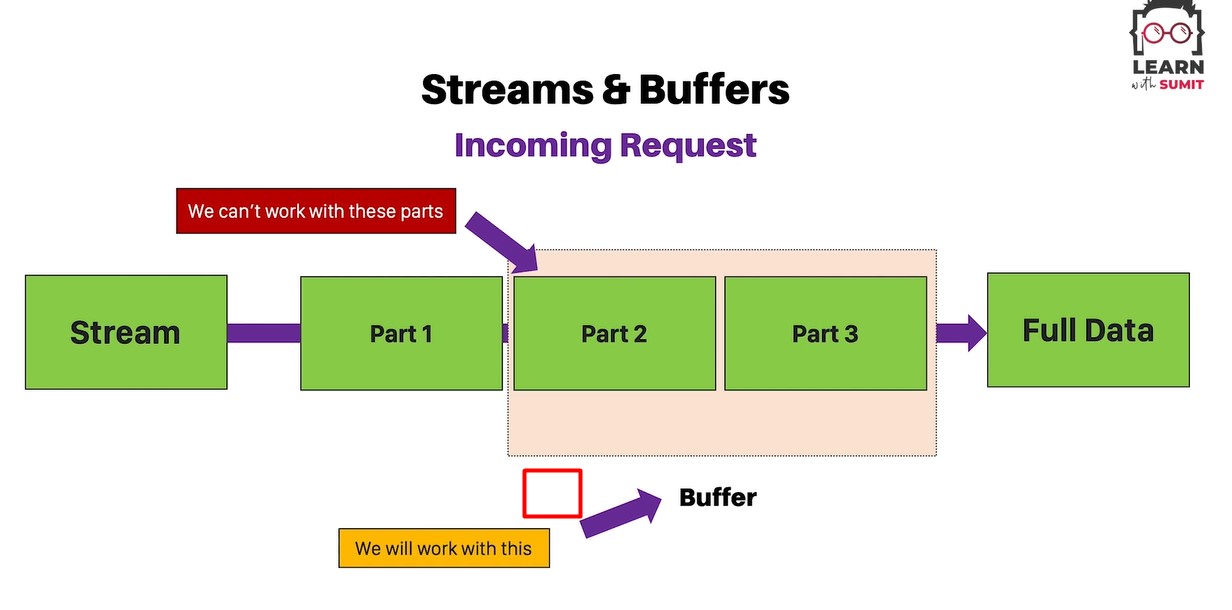 LEARN
with SUMIT
Streams & Buffers
Incoming Request
We can't work with these parts
Stream
Part 1
Part 2
Part 3
Full Data
Buffer
We will work with this